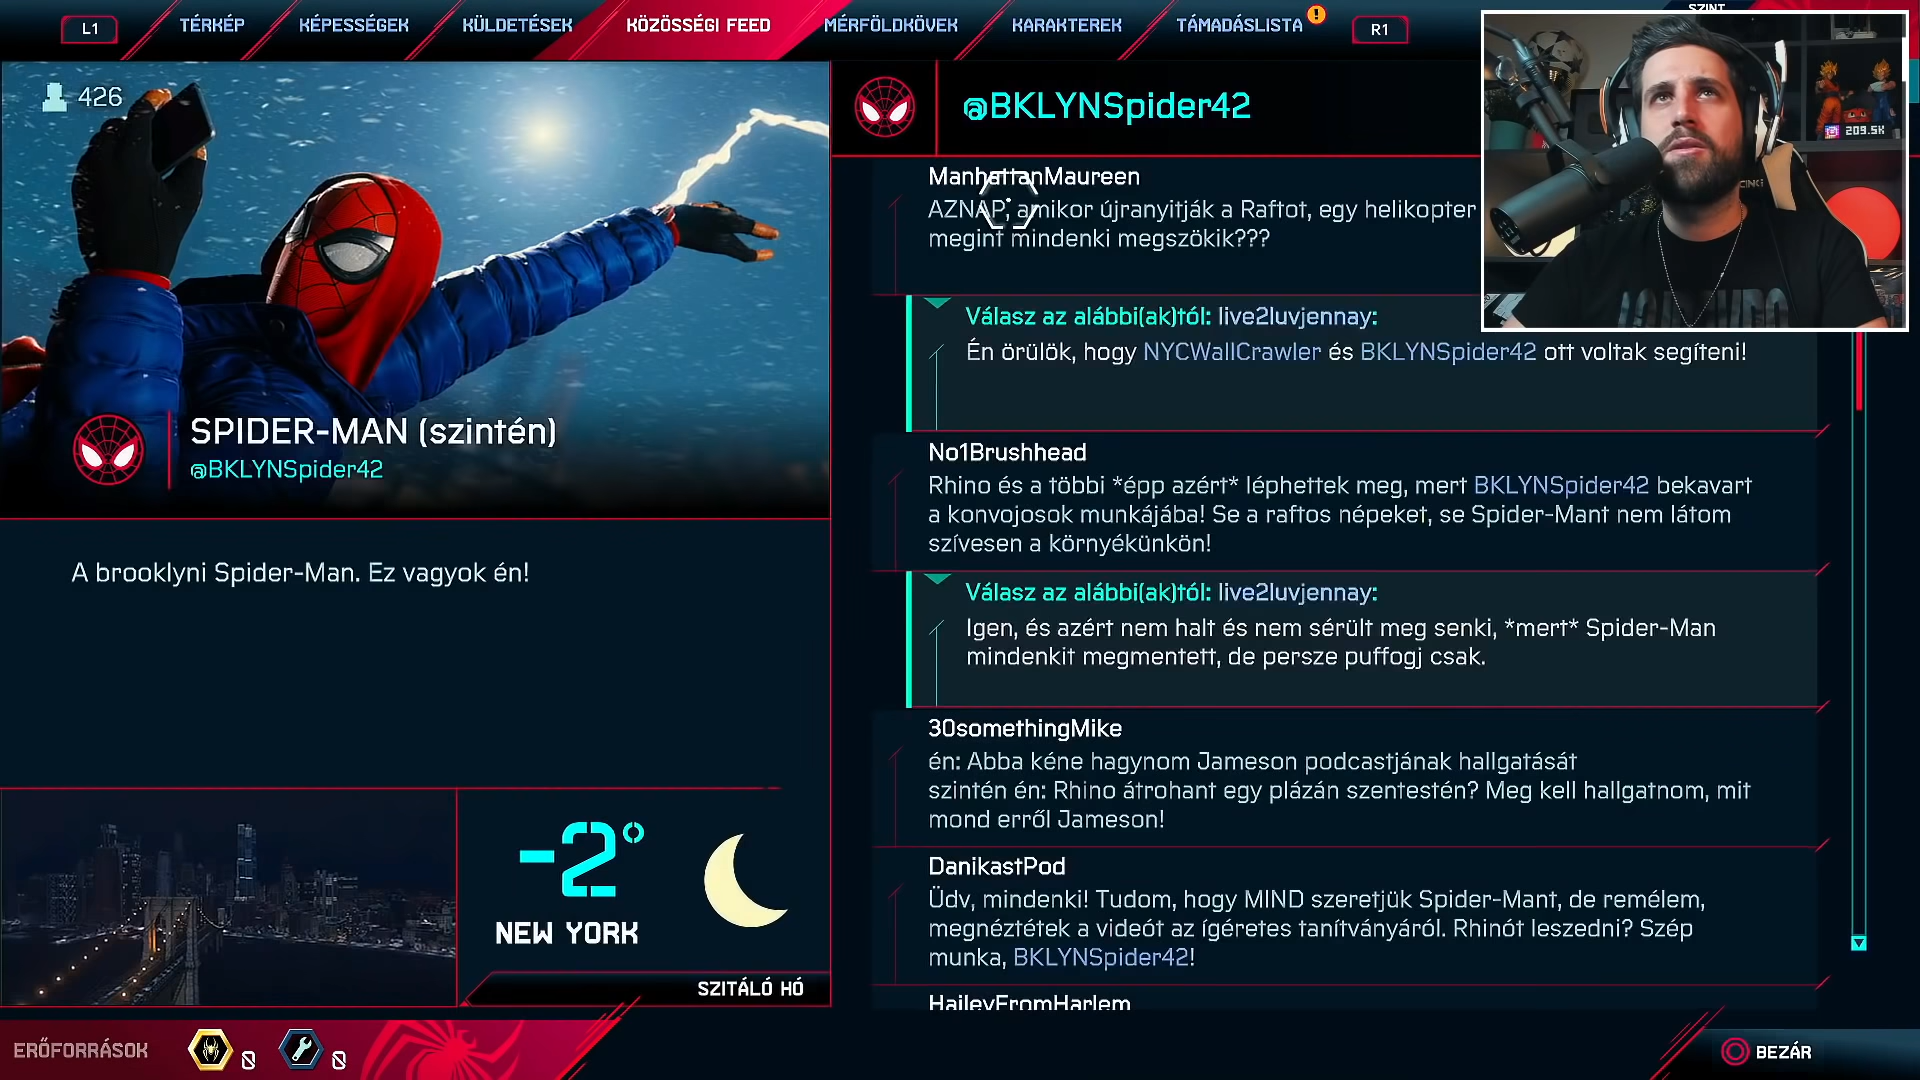 L1
TÉRKÉP
KÉPESSÉGEK
KÜLDETÉSEK
KÖZÖSSÉGI FEED
MÉRFÖLDKÖVEK
KARAKTEREK
TÁMADÁSLISTA
!
R1
SZINT
426
SPIDER-MAN (szintén)
@BKLYNSpider42
A brooklyni Spider-Man. Ez vagyok én!
-2°
NEW YORK
SZITÁLÓ HÓ
@BKLYNSpider42
ManhattanMaureen
AZNAP, amikor újranyitják a Raftot, egy helikopter
megint mindenki megszökik???
Válasz az alábbi(ak)tól: live2luvjennay:
Én örülök, hogy NYCWallCrawler és BKLYNSpider42 ott voltak segíteni!
No1Brushhead
Rhino és a többi *épp azért* léphettek meg, mert BKLYNSpider42 bekavart
a konvojosok munkájába! Se a raftos népeket, se Spider-Mant nem látom
szívesen a környékünkön!
Válasz az alábbi(ak)tól: live2luvjennay:
Igen, és azért nem halt és nem sérült meg senki, *mert* Spider-Man
mindenkit megmentett, de persze puffogj csak.
30somethingMike
én: Abba kéne hagynom Jameson podcastjának hallgatását
szintén én: Rhino átrohant egy plázán szentestén? Meg kell hallgatnom, mit
mond erről Jameson!
DanikastPod
Üdv, mindenki! Tudom, hogy MIND szeretjük Spider-Mant, de remélem,
megnéztétek a videót az ígéretes tanítványáról. Rhinót leszedni? Szép
munka, BKLYNSpider42!
HaileyFromHarlem
209.5K
ERŐFORRÁSOK
0
0
BEZÁR